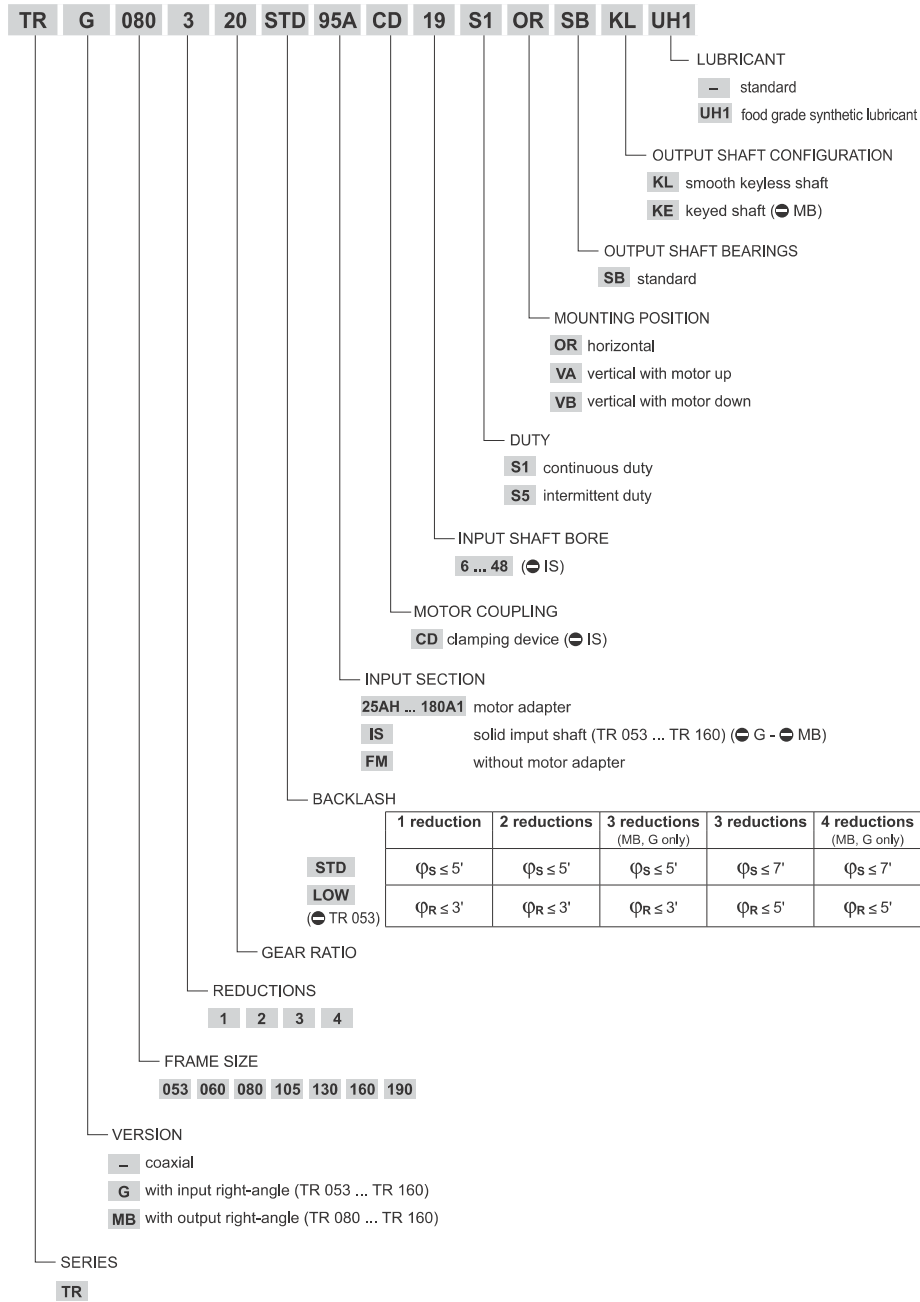 TR G 080 3 20 STD 95A CD 19 S1 OR SB KL UH1
LUBRICANT
– standard
UH1 food grade synthetic lubricant
OUTPUT SHAFT CONFIGURATION
KL smooth keyless shaft
KE keyed shaft (⛔ MB)
OUTPUT SHAFT BEARINGS
SB standard
MOUNTING POSITION
OR horizontal
VA vertical with motor up
VB vertical with motor down
DUTY
S1 continuous duty
S5 intermittent duty
INPUT SHAFT BORE
6 ... 48 (⛔ IS)
MOTOR COUPLING
CD clamping device (⛔ IS)
INPUT SECTION
25AH ... 180A1 motor adapter
IS solid imput shaft (TR 053 ... TR 160) (⛔ G - ⛔ MB)
FM without motor adapter
BACKLASH
1 reduction 2 reductions 3 reductions (MB, G only) 3 reductions 4 reductions (MB, G only)
STD φS ≤ 5' φS ≤ 5' φS ≤ 5' φS ≤ 7' φS ≤ 7'
LOW (⛔ TR 053) φR ≤ 3' φR ≤ 3' φR ≤ 3' φR ≤ 5' φR ≤ 5'
GEAR RATIO
REDUCTIONS
1 2 3 4
FRAME SIZE
053 060 080 105 130 160 190
VERSION
– coaxial
G with input right-angle (TR 053 ... TR 160)
MB with output right-angle (TR 080 ... TR 160)
SERIES
TR